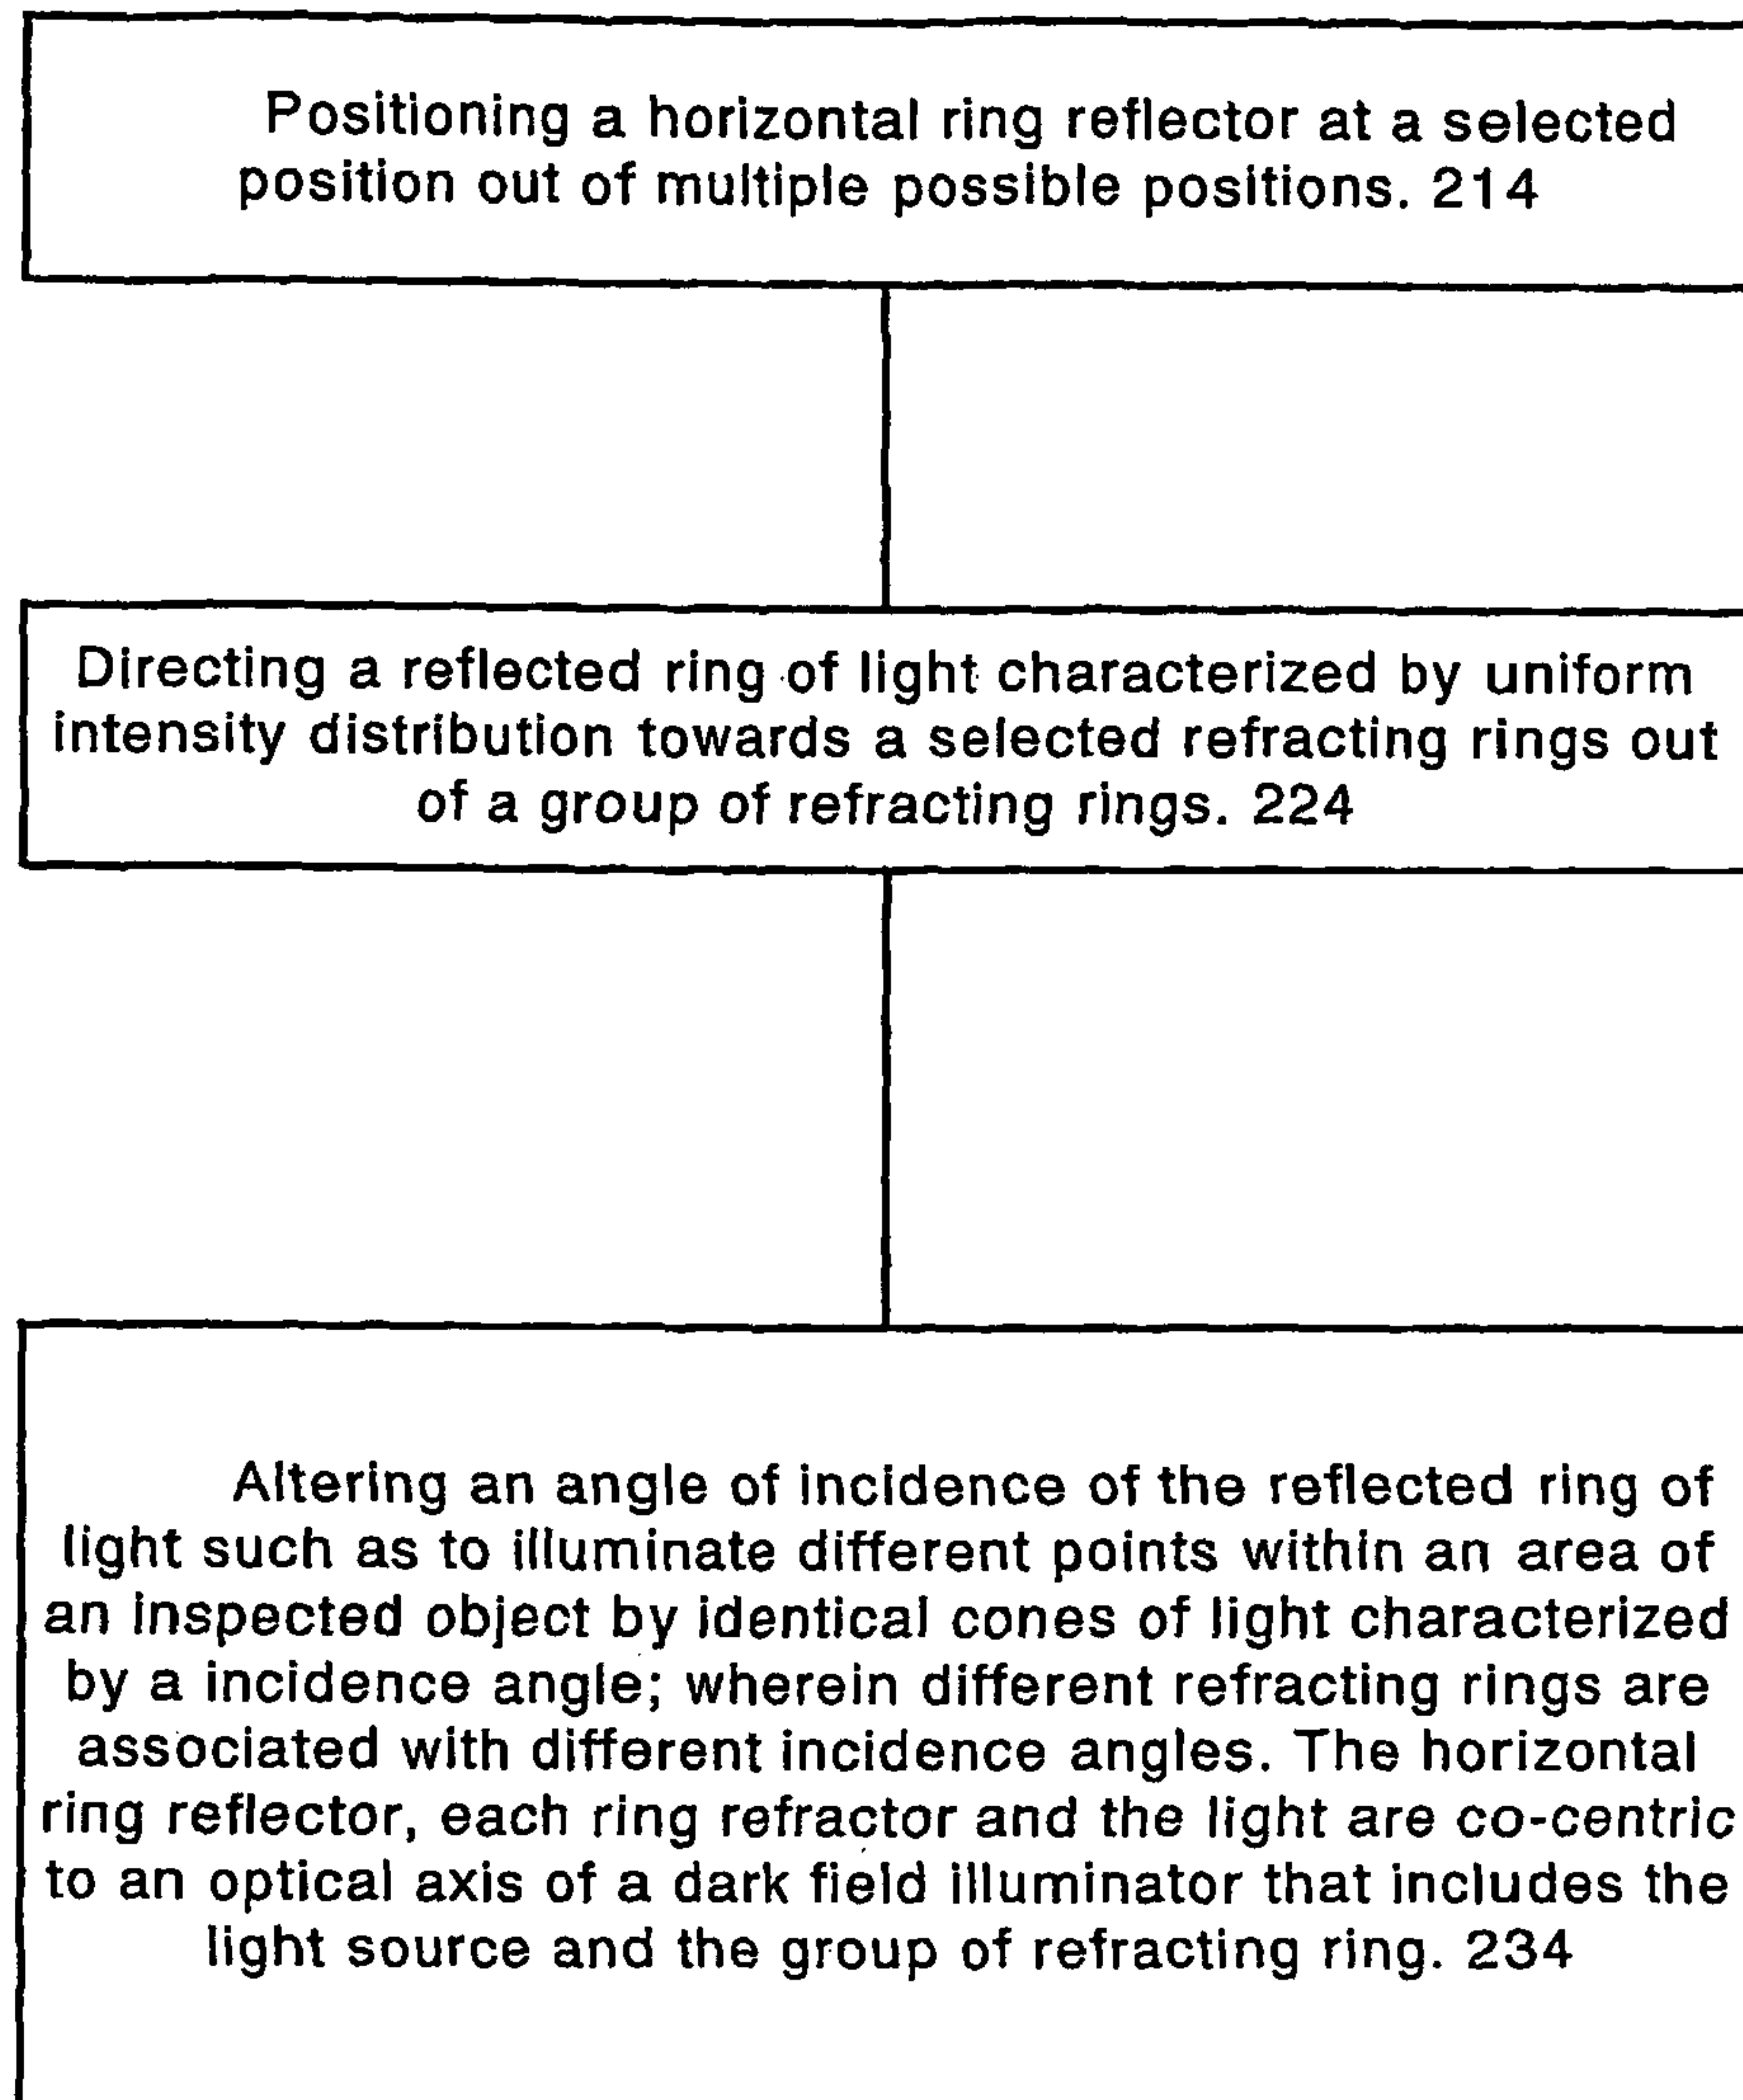 Positioning a horizontal ring reflector at a selected
position out of multiple possible positions. 214
Directing a reflected ring of light characterized by uniform
intensity distribution towards a selected refracting rings out
of a group of refracting rings. 224
Altering an angle of incidence of the reflected ring of
light such as to illuminate different points within an area of
an inspected object by identical cones of light characterized
by a incidence angle; wherein different refracting rings are
associated with different incidence angles. The horizontal
ring reflector, each ring refractor and the light are co-centric
to an optical axis of a dark field illuminator that includes the
light source and the group of refracting ring. 234